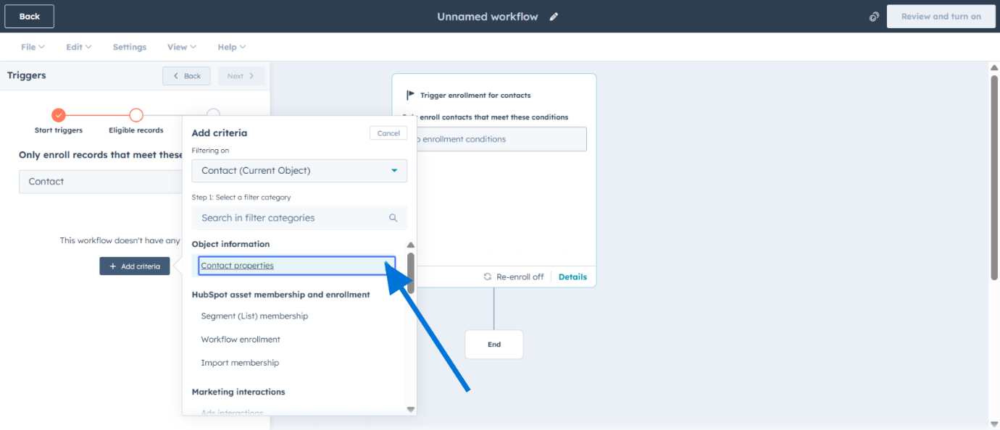 Back
Unnamed workflow
Review and turn on
File
Edit
Settings
View
Help
Triggers
Back
Next
Start triggers
Eligible records
Only enroll records that meet these
Contact
This workflow doesn't have any
+ Add criteria
Add criteria
Cancel
Filtering on
Contact (Current Object)
Step 1: Select a filter category
Search in filter categories
Object information
Contact properties
HubSpot asset membership and enrollment
Segment (List) membership
Workflow enrollment
Import membership
Marketing interactions
Ads interactions
Trigger enrollment for contacts
enroll contacts that meet these conditions
enrollment conditions
Re-enroll off
Details
End